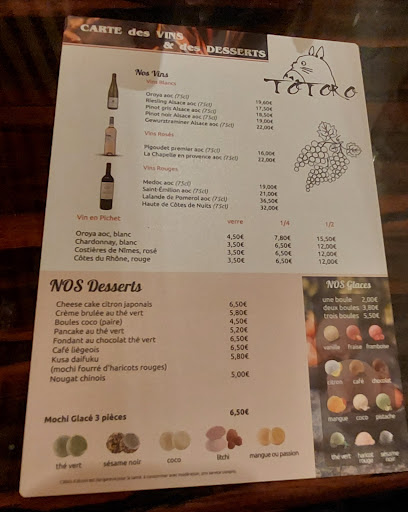 CARTE des VINS
& des DESSERTS
TOTORO
Nos Vins
Vins Blancs
Oroya aoc (75cl) 19,60€
Riesling Alsace aoc (75cl) 17,50€
Pinot gris Alsace aoc (75cl) 18,50€
Pinot noir Alsace aoc (75cl) 19,00€
Gewurstraminer Alsace aoc (75cl) 22,00€
Vins Rosés
Pigoudet premier aoc (75cl) 16,00€
La Chapelle en provence aoc (75cl) 22,00€
Vins Rouges
Medoc aoc (75cl) 19,00€
Saint-Émilion aoc (75cl) 21,00€
Lalande de Pomerol aoc (75cl) 36,50€
Haute de Côtes de Nuits (75cl) 32,00€
Vin en Pichet verre 1/4 1/2
Oroya aoc, blanc 4,50€ 7,80€ 15,50€
Chardonnay, blanc 3,50€ 6,50€ 12,00€
Costières de Nîmes, rosé 3,50€ 6,50€ 12,00€
Côtes du Rhône, rouge 3,50€ 6,50€ 12,00€
NOS Desserts
Cheese cake citron japonais 6,50€
Crème brulée au thé vert 5,80€
Boules coco (paire) 4,50€
Pancake au thé vert 5,20€
Fondant au chocolat thé vert 6,50€
Café liégeois 6,50€
Kusa daifuku 5,80€
(mochi fourré d'haricots rouges)
Nougat chinois 5,00€
Mochi Glacé 3 pièces 6,50€
thé vert sésame noir coco litchi mangue ou passion
NOS Glaces
une boule 2,00€
deux boules 3,80€
trois boules 5,50€
vanille fraise framboise
citron café chocolat
mangue coco pistache
thé vert haricot rouge sésame noir